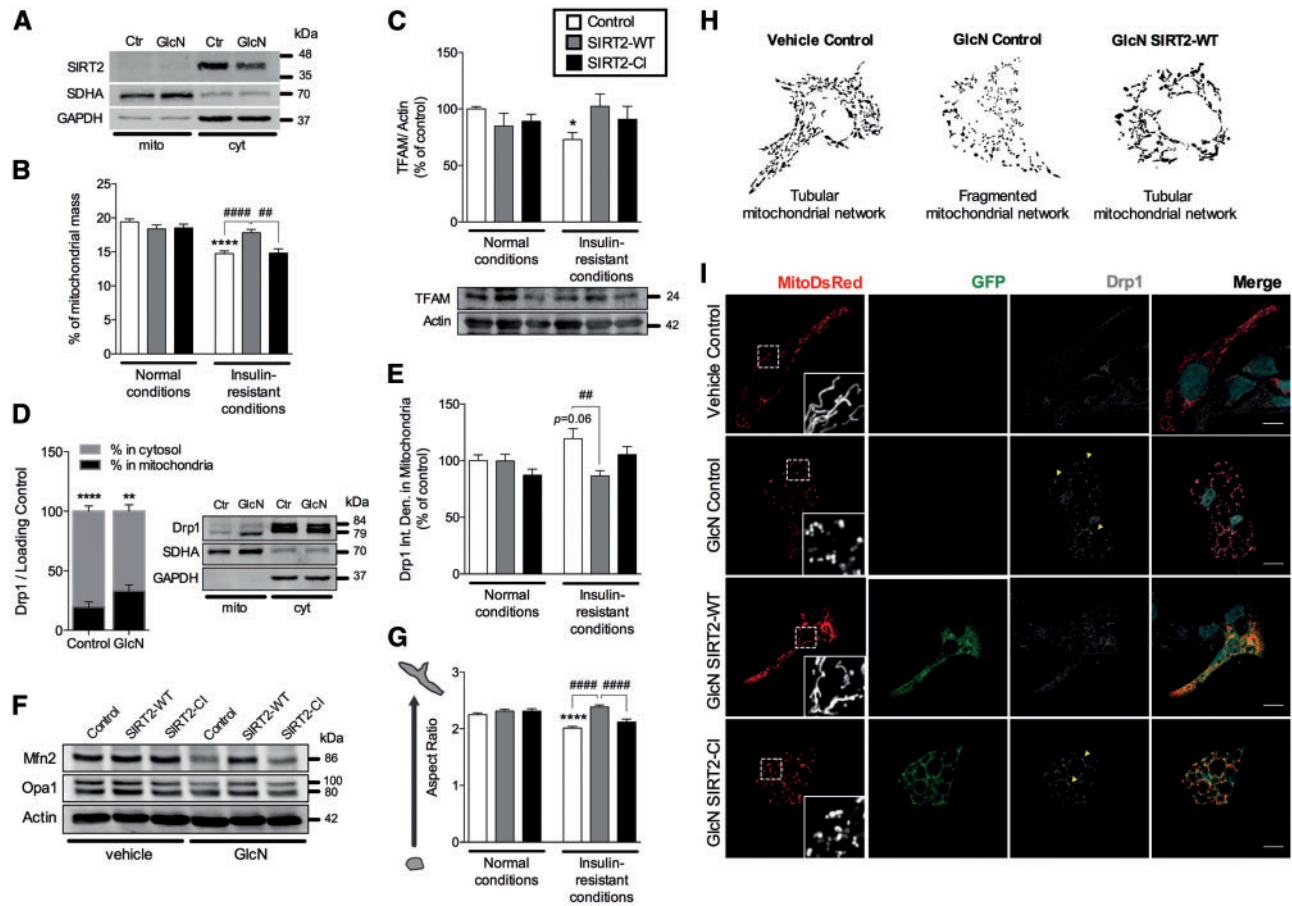 A
Ctr GlcN Ctr GlcN kDa
SIRT2
48
35
SDHA
70
GAPDH
37
mito cyt
B
% of mitochondrial mass
25
20
15
10
5
0
#### ##
****
Normal conditions
Insulin-resistant conditions
C
Control
SIRT2-WT
SIRT2-CI
TFAM/ Actin
(% of control)
150
100
50
0
*
Normal conditions
Insulin-resistant conditions
TFAM
24
Actin
42
D
% in cytosol
% in mitochondria
Drp1 / Loading Control
150
100
50
0
**** **
Control GlcN
Ctr GlcN Ctr GlcN kDa
Drp1
84
79
SDHA
70
GAPDH
37
mito cyt
E
Drp1 Int. Den. in Mitochondria
(% of control)
150
100
50
0
##
p=0.06
Normal conditions
Insulin-resistant conditions
F
Control SIRT2-WT SIRT2-CI Control SIRT2-WT SIRT2-CI
kDa
Mfn2
86
Opa1
100
80
Actin
42
vehicle GlcN
G
Aspect Ratio
3
2
1
0
#### ####
****
Normal conditions
Insulin-resistant conditions
H
Vehicle Control GlcN Control GlcN SIRT2-WT
Tubular mitochondrial network
Fragmented mitochondrial network
Tubular mitochondrial network
I
MitoDsRed GFP Drp1 Merge
Vehicle Control
GlcN Control
GlcN SIRT2-WT
GlcN SIRT2-CI